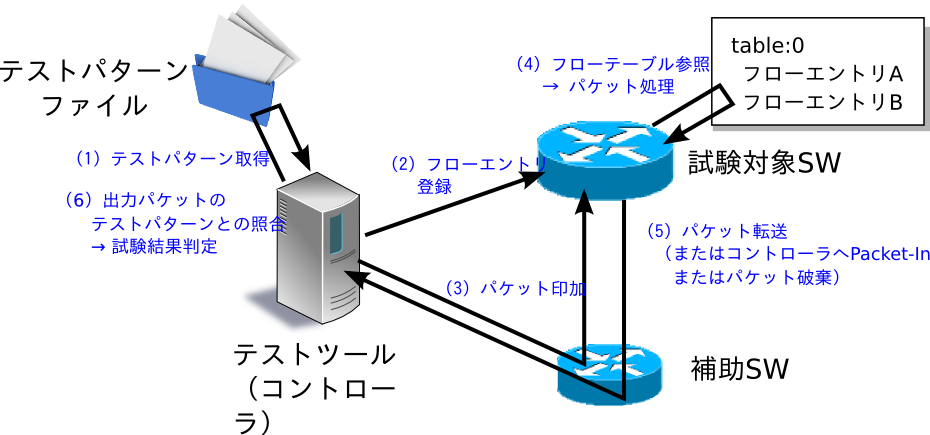 テストパターン
ファイル
(1) テストパターン取得
(6) 出力パケットの
テストパターンとの照合
→ 試験結果判定
テストツール
（コントロー
ラ）
(2) フローエントリ
登録
(3) パケット印加
(4) フローテーブル参照
→ パケット処理
table:0
フローエントリA
フローエントリB
試験対象SW
(5) パケット転送
（またはコントローラへPacket-In
またはパケット破棄）
補助SW